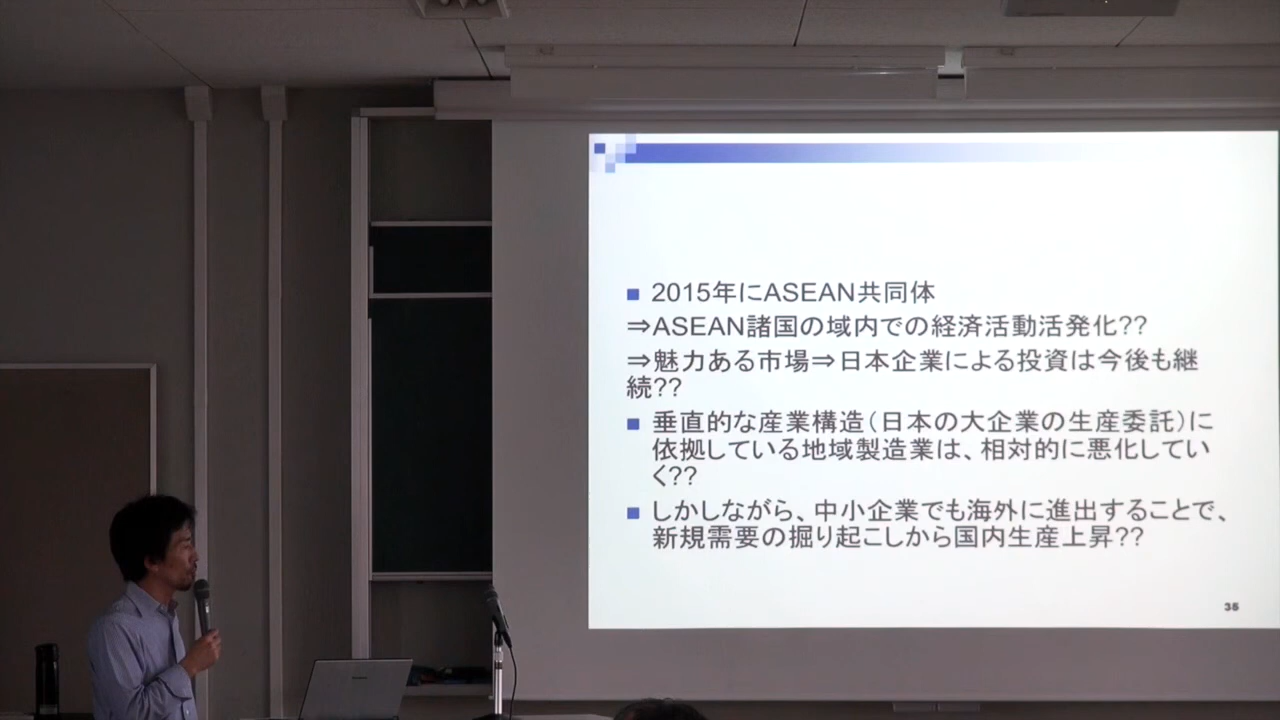 ■ 2015年にASEAN共同体
⇒ASEAN諸国の域内での経済活動活発化??
⇒魅力ある市場⇒日本企業による投資は今後も継
続??
■ 垂直的な産業構造（日本の大企業の生産委託）に
依拠している地域製造業は、相対的に悪化してい
く??
■ しかしながら、中小企業でも海外に進出することで、
新規需要の掘り起こしから国内生産上昇??
35